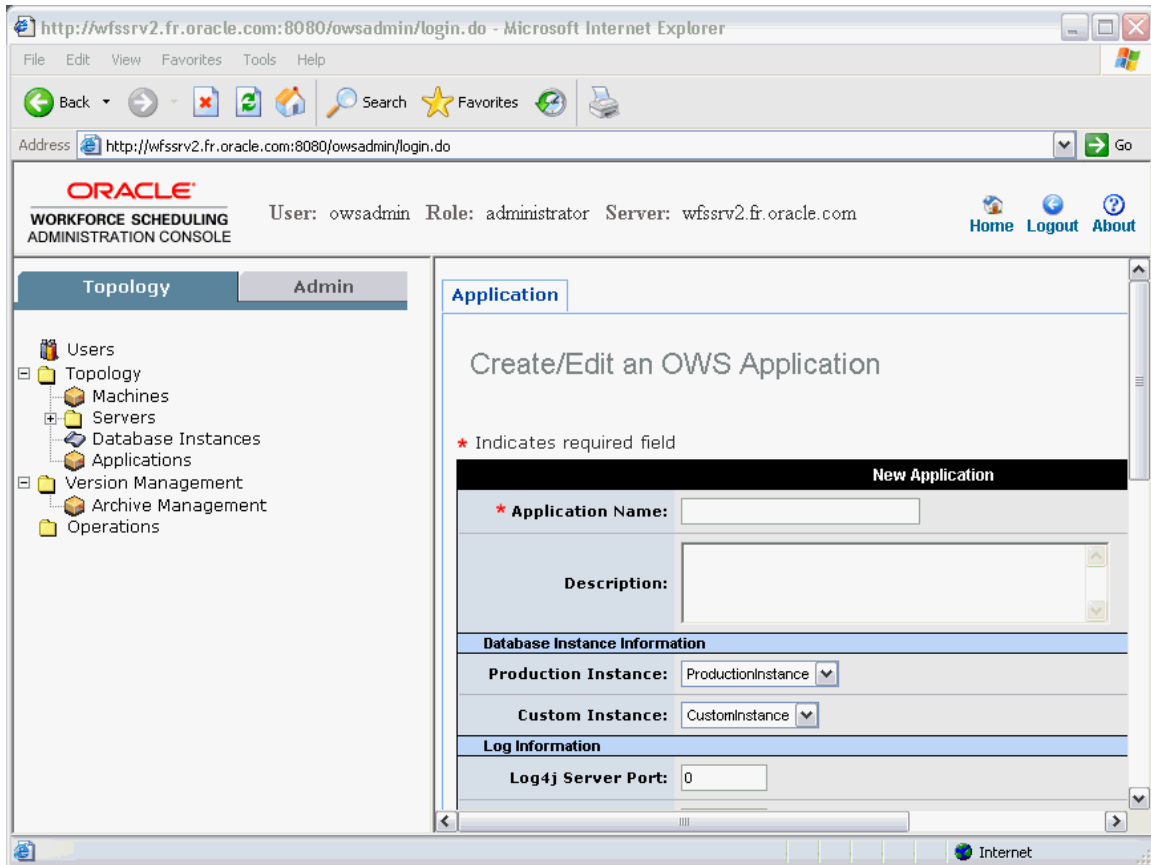 http://wfssrv2.fr.oracle.com:8080/owsadmin/login.do - Microsoft Internet Explorer
File Edit View Favorites Tools Help
Back Search Favorites
Address http://wfssrv2.fr.oracle.com:8080/owsadmin/login.do Go
ORACLE
WORKFORCE SCHEDULING
ADMINISTRATION CONSOLE
User: owsadmin Role: administrator Server: wfssrv2.fr.oracle.com
Home Logout About
Topology Admin
Users
Topology
Machines
Servers
Database Instances
Applications
Version Management
Archive Management
Operations
Application
Create/Edit an OWS Application
* Indicates required field
New Application
* Application Name:
Description:
Database Instance Information
Production Instance: ProductionInstance
Custom Instance: CustomInstance
Log Information
Log4j Server Port: 0
Internet